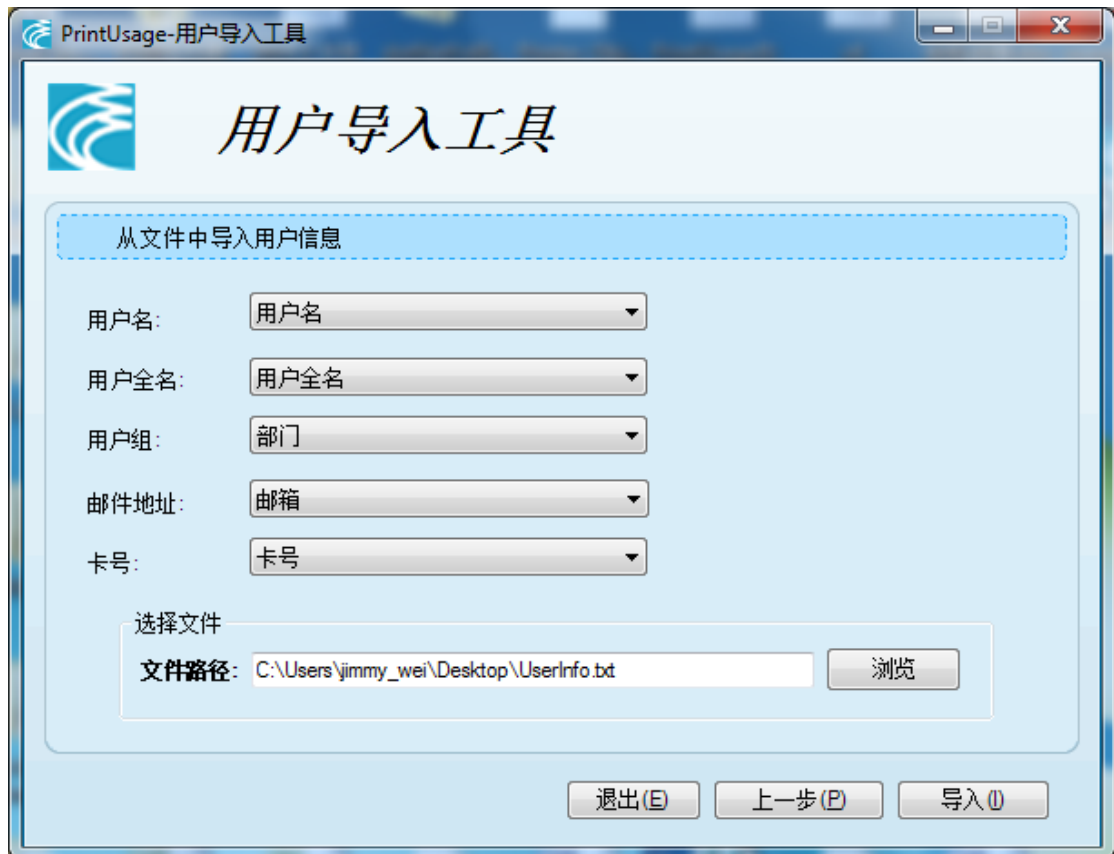 PrintUsage-用户导入工具
用户导入工具
从文件中导入用户信息
用户名: 用户名
用户全名: 用户全名
用户组: 部门
邮件地址: 邮箱
卡号: 卡号
选择文件
文件路径: C:\Users\jimmy_wei\Desktop\UserInfo.txt 浏览
退出(E) 上一步(P) 导入(I)